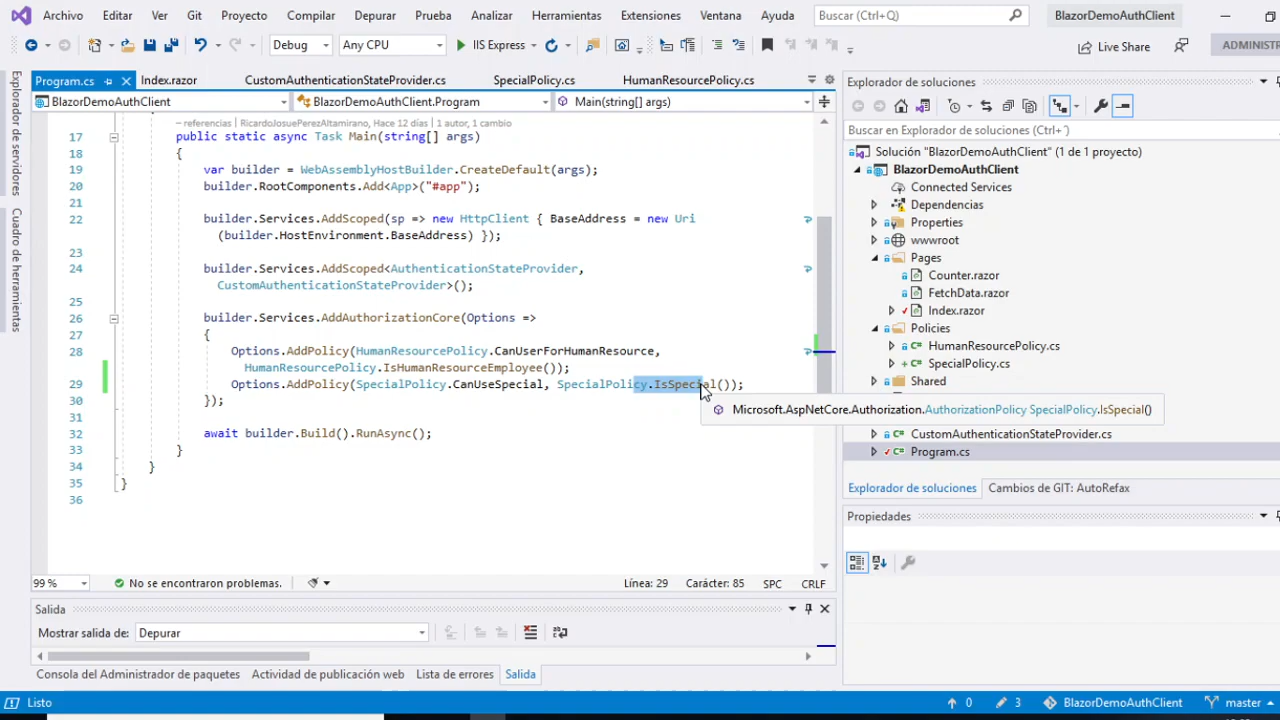 Archivo Editar Ver Git Proyecto Compilar Depurar Prueba Analizar Herramientas Extensiones Ventana Ayuda Buscar (Ctrl+Q) BlazorDemoAuthClient
Debug Any CPU IIS Express Live Share ADMINISTR
Program.cs Index.razor CustomAuthenticationStateProvider.cs SpecialPolicy.cs HumanResourcePolicy.cs
BlazorDemoAuthClient BlazorDemoAuthClient.Program Main(string[] args)
Explorador de servidores
Cuadro de herramientas
– referencias | RicardoJosuePerezAltamirano, Hace 12 días | 1 autor, 1 cambio
17 public static async Task Main(string[] args)
18 {
19 var builder = WebAssemblyHostBuilder.CreateDefault(args);
20 builder.RootComponents.Add<App>("#app");
21
22 builder.Services.AddScoped(sp => new HttpClient { BaseAddress = new Uri
(builder.HostEnvironment.BaseAddress) });
23
24 builder.Services.AddScoped<AuthenticationStateProvider,
CustomAuthenticationStateProvider>();
25
26 builder.Services.AddAuthorizationCore(Options =>
27 {
28 Options.AddPolicy(HumanResourcePolicy.CanUserForHumanResource,
HumanResourcePolicy.IsHumanResourceEmployee());
29 Options.AddPolicy(SpecialPolicy.CanUseSpecial, SpecialPolicy.IsSpecial());
Microsoft.AspNetCore.Authorization.AuthorizationPolicy SpecialPolicy.IsSpecial()
30 });
31
32 await builder.Build().RunAsync();
33 }
34 }
35 }
36
99 % No se encontraron problemas. Línea: 29 Carácter: 85 SPC CRLF
Salida
Mostrar salida de: Depurar
Consola del Administrador de paquetes Actividad de publicación web Lista de errores Salida
Explorador de soluciones
Buscar en Explorador de soluciones (Ctrl+´)
Solución "BlazorDemoAuthClient" (1 de 1 proyecto)
BlazorDemoAuthClient
Connected Services
Dependencias
Properties
wwwroot
Pages
Counter.razor
FetchData.razor
Index.razor
Policies
HumanResourcePolicy.cs
SpecialPolicy.cs
Shared
CustomAuthenticationStateProvider.cs
Program.cs
Explorador de soluciones Cambios de GIT: AutoRefax
Propiedades
Listo 0 3 BlazorDemoAuthClient master